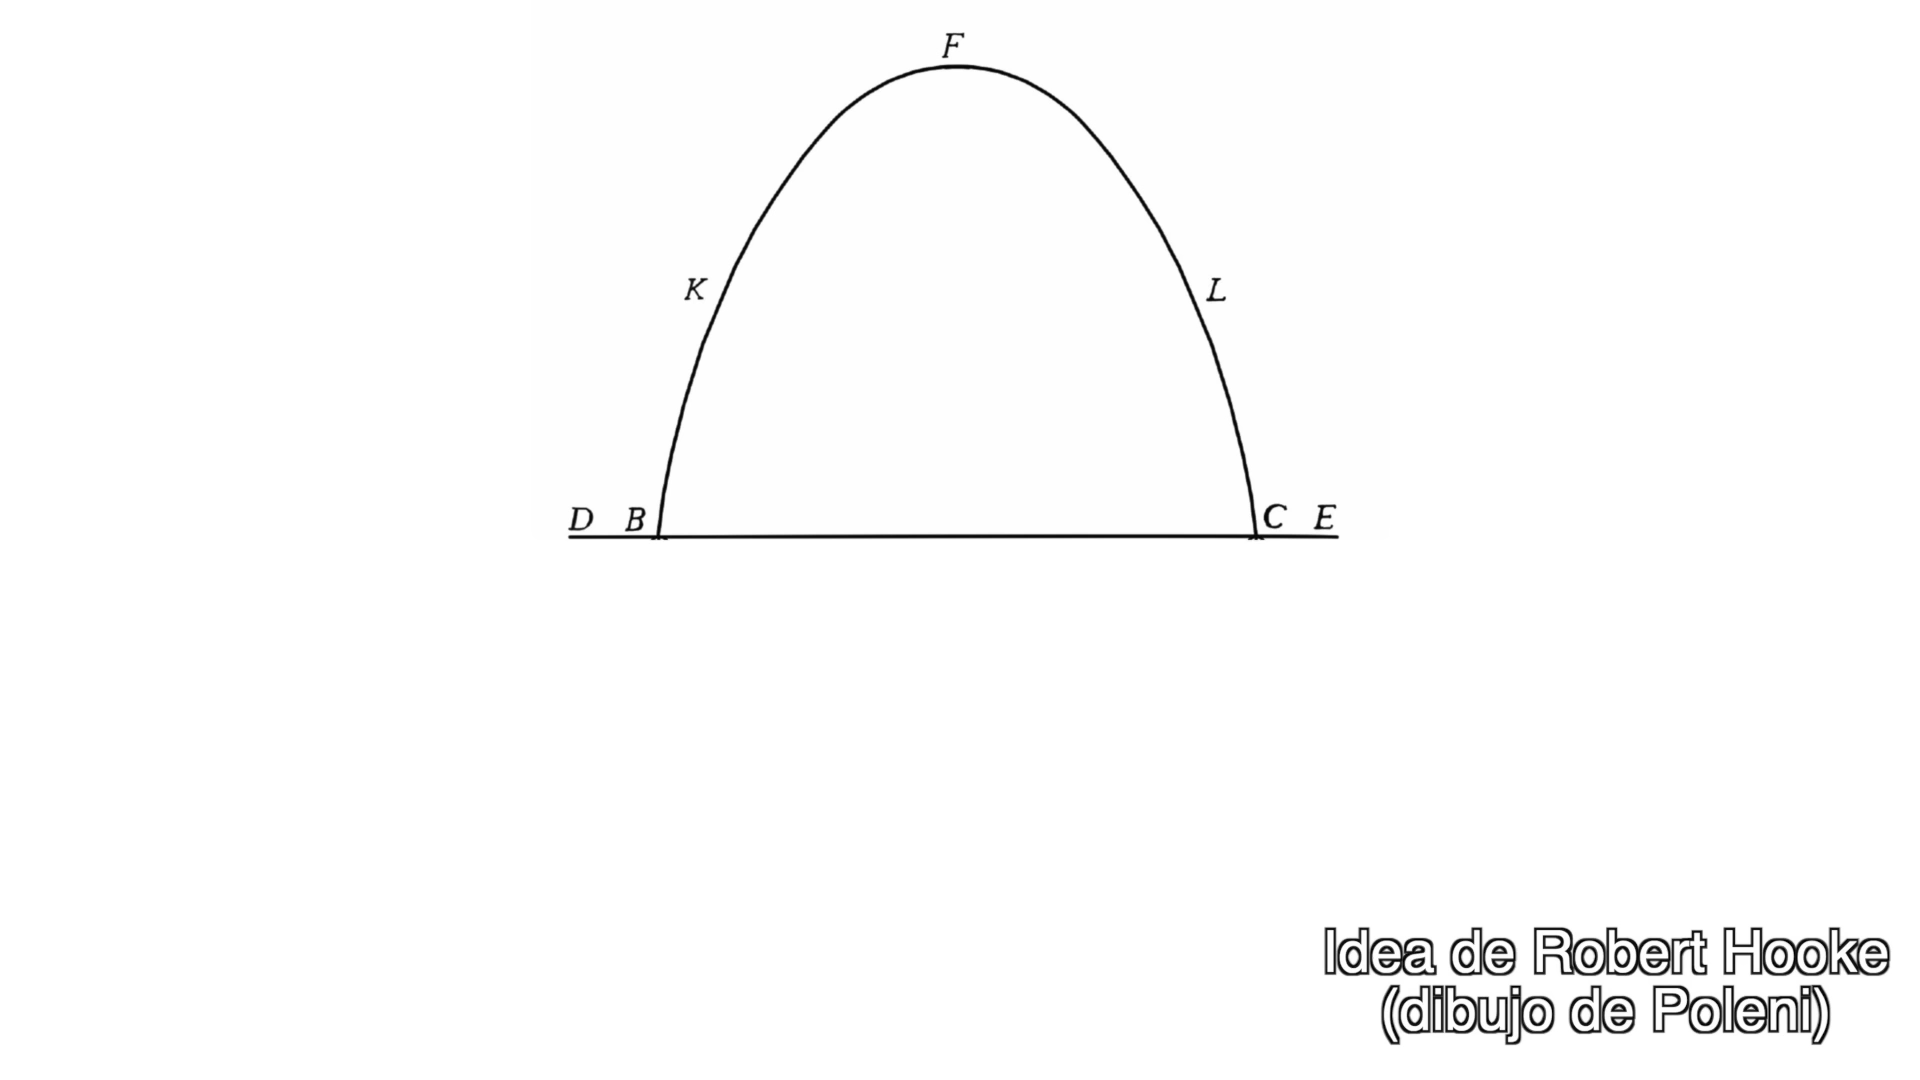 F
K L
D B C E
Idea de Robert Hooke
(dibujo de Poleni)